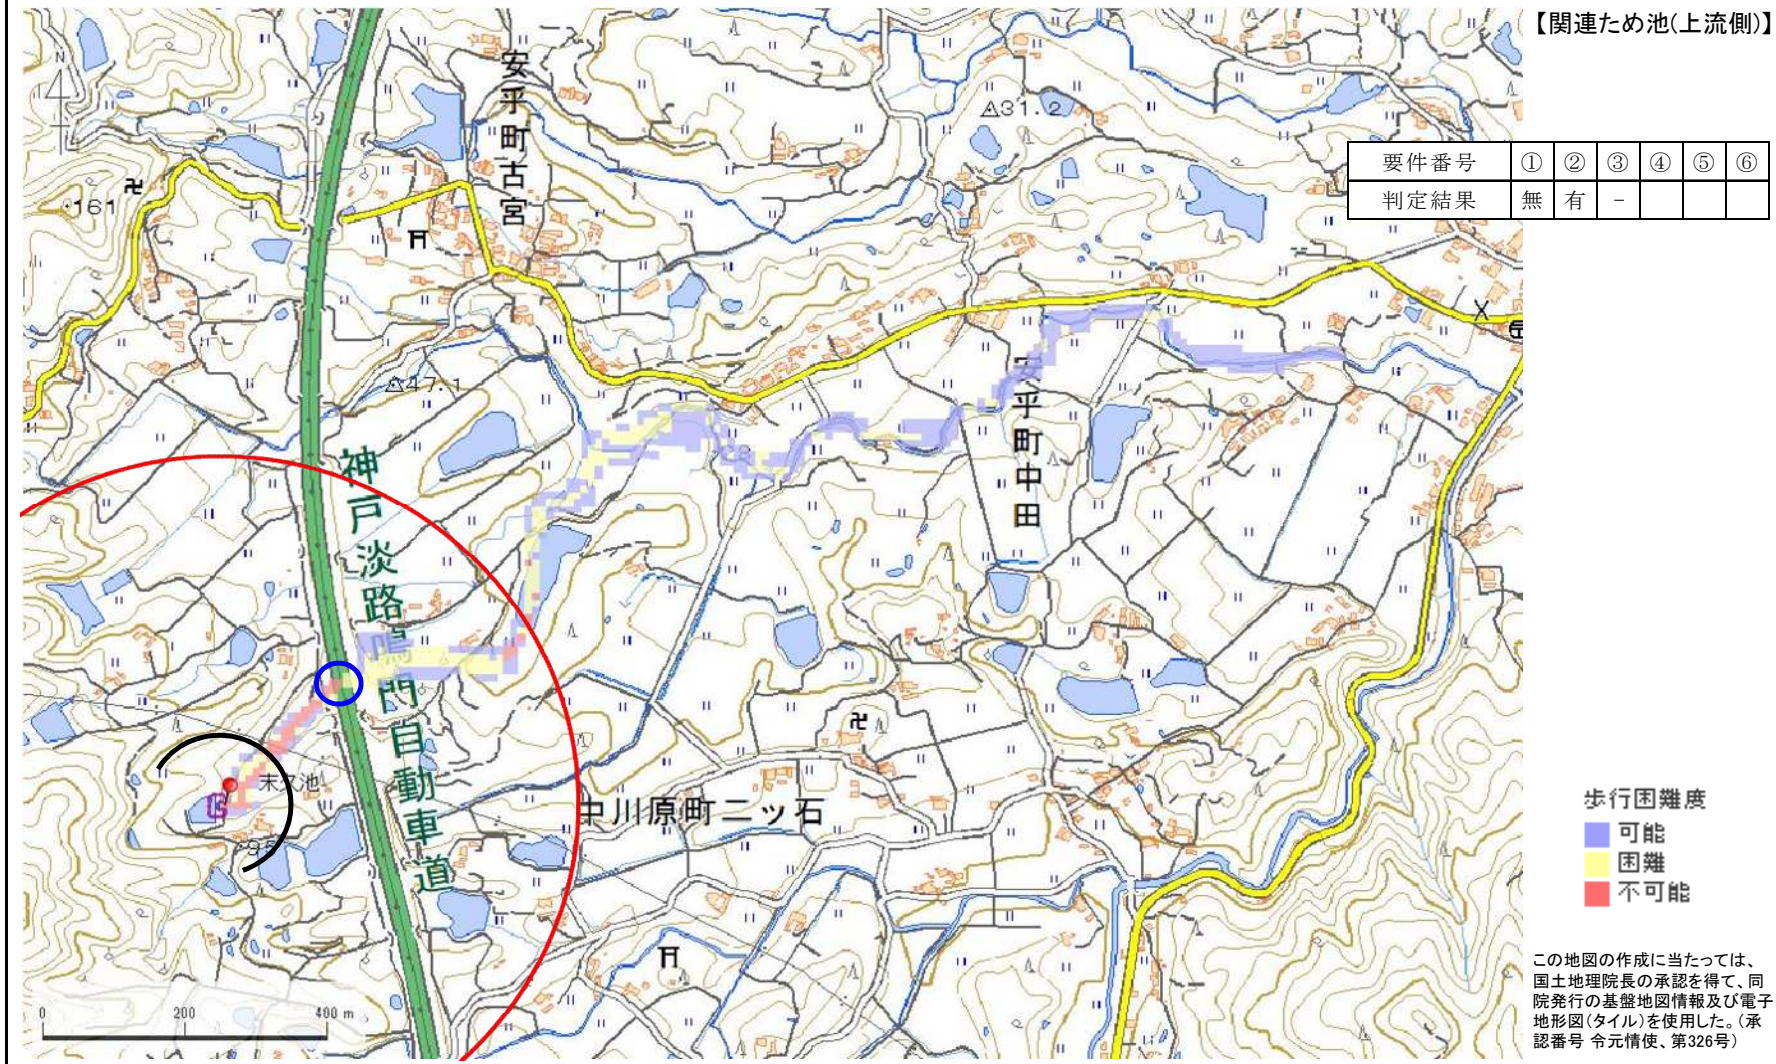 【関連ため池(上流側)】
要件番号 ① ② ③ ④ ⑤ ⑥
判定結果 無 有 -
N
安乎町古宮
31.2
161
47.1
安乎町中田
神戸淡路鳴門自動車道
末久池
95
中川原町二ツ石
歩行困難度
可能
困難
不可能
0 200 400 m
この地図の作成に当たっては、
国土地理院長の承認を得て、同
院発行の基盤地図情報及び電子
地形図(タイル)を使用した。(承
認番号 令元情使、第326号)